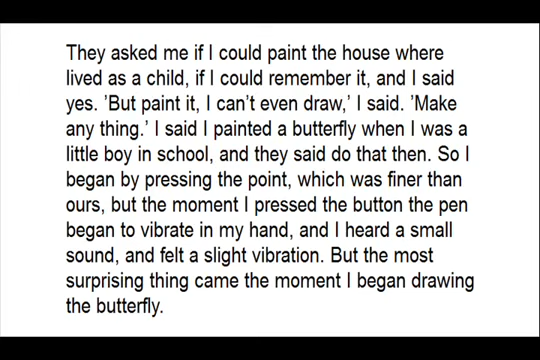 They asked me if I could paint the house where
lived as a child, if I could remember it, and I said
yes. ’But paint it, I can’t even draw,’ I said. ’Make
any thing.’ I said I painted a butterfly when I was a
little boy in school, and they said do that then. So I
began by pressing the point, which was finer than
ours, but the moment I pressed the button the pen
began to vibrate in my hand, and I heard a small
sound, and felt a slight vibration. But the most
surprising thing came the moment I began drawing
the butterfly.